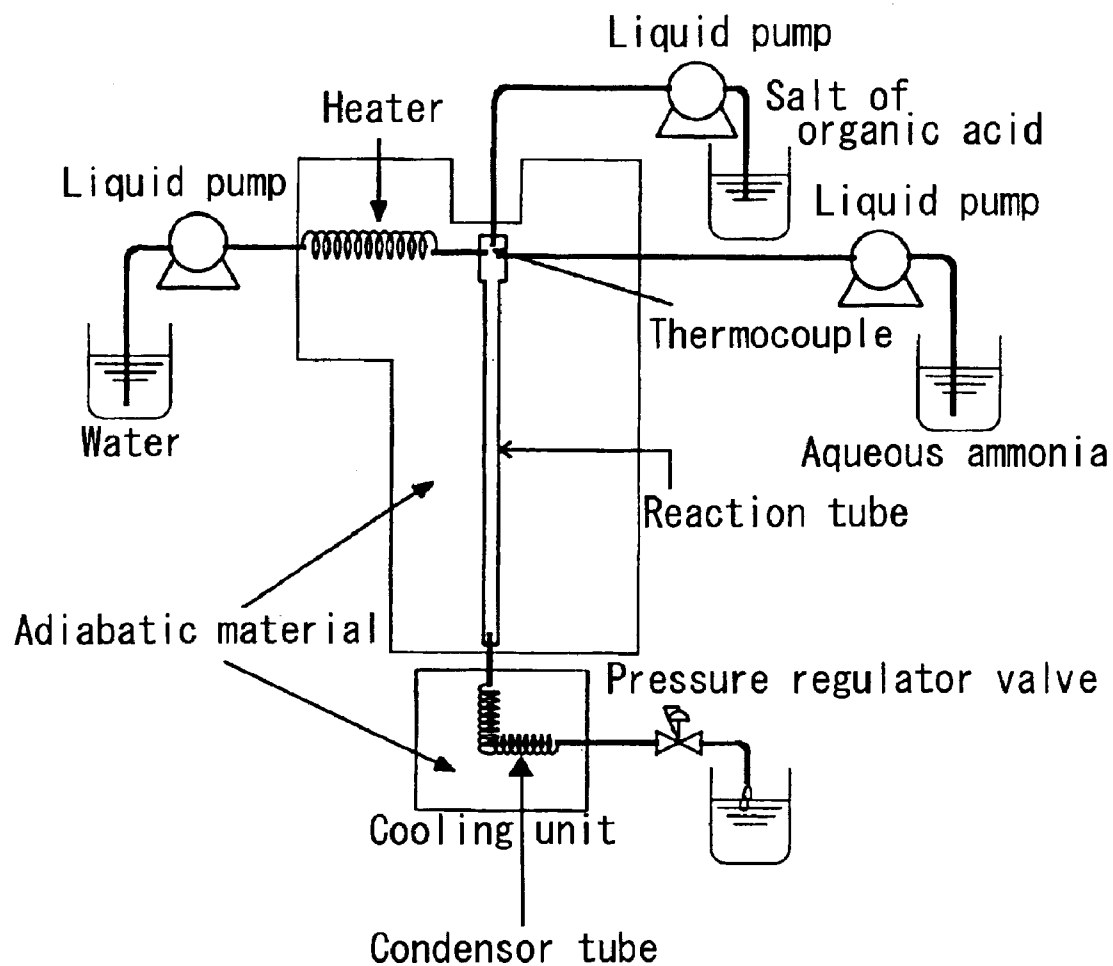 Liquid pump
Salt of
organic acid
Heater
Liquid pump
Liquid pump
Thermocouple
Water
Aqueous ammonia
Reaction tube
Adiabatic material
Pressure regulator valve
Cooling unit
Condensor tube